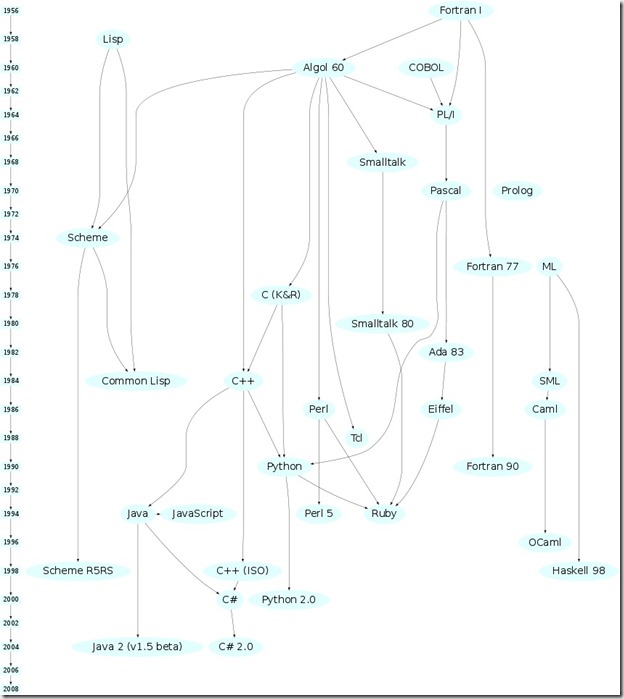 1956
Fortran I
1958
Lisp
1960
Algol 60
COBOL
1962
1964
PL/I
1966
1968
Smalltalk
1970
Pascal
Prolog
1972
1974
Scheme
1976
Fortran 77
ML
1978
C (K&R)
1980
Smalltalk 80
1982
Ada 83
1984
Common Lisp
C++
SML
1986
Perl
Eiffel
Caml
1988
Tcl
1990
Python
Fortran 90
1992
1994
Java
JavaScript
Perl 5
Ruby
1996
OCaml
1998
Scheme R5RS
C++ (ISO)
Haskell 98
2000
C#
Python 2.0
2002
2004
Java 2 (v1.5 beta)
C# 2.0
2006
2008